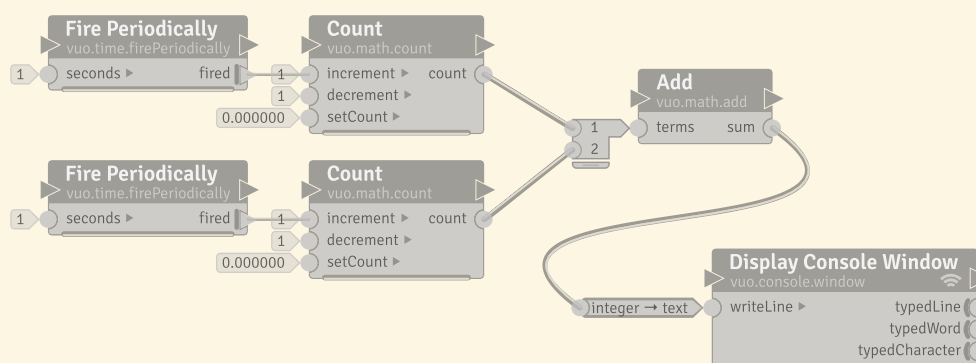 Fire Periodically
vuo.time.firePeriodically
1 seconds fired
Count
vuo.math.count
1 increment count
1 decrement
0.000000 setCount
Add
vuo.math.add
1 terms sum
2
Fire Periodically
vuo.time.firePeriodically
1 seconds fired
Count
vuo.math.count
1 increment count
1 decrement
0.000000 setCount
Display Console Window
vuo.console.window
integer → text writeLine typedLine
typedWord
typedCharacter